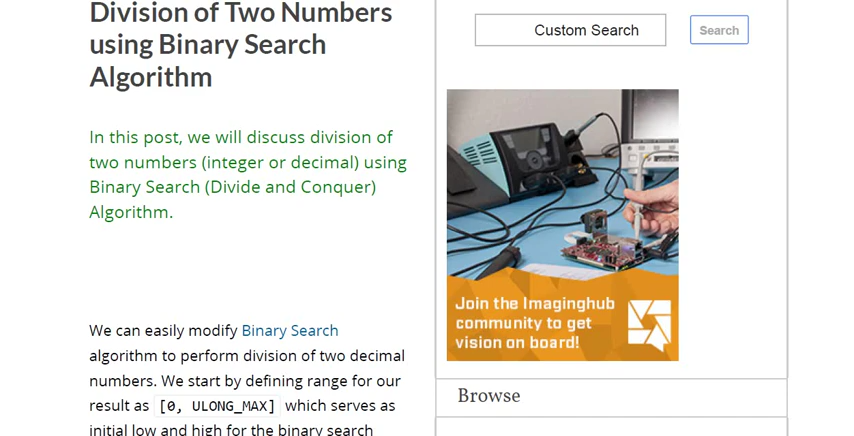 Division of Two Numbers
using Binary Search
Algorithm
In this post, we will discuss division of
two numbers (integer or decimal) using
Binary Search (Divide and Conquer)
Algorithm.
We can easily modify Binary Search
algorithm to perform division of two decimal
numbers. We start by defining range for our
result as [0, ULONG_MAX] which serves as
initial low and high for the binary search
Custom Search
Search
Join the Imaginghub
community to get
vision on board!
Browse